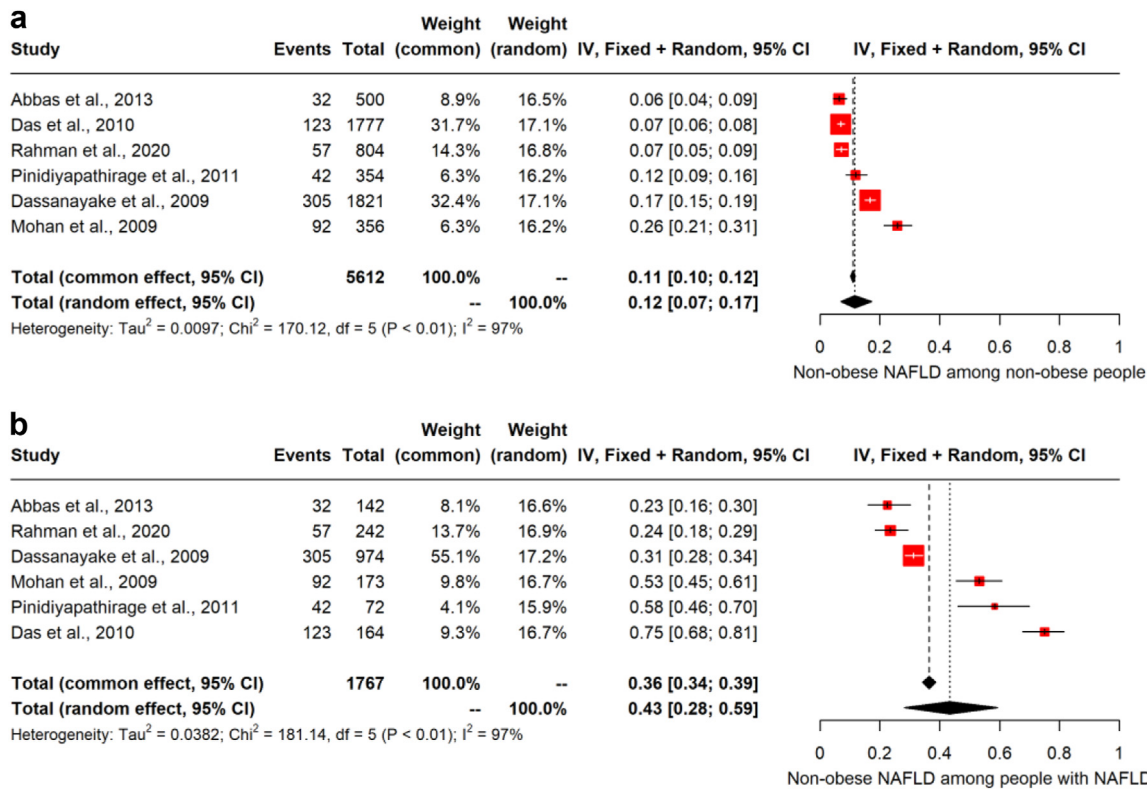 a
Weight Weight
Study Events Total (common) (random) IV, Fixed + Random, 95% CI IV, Fixed + Random, 95% CI
Abbas et al., 2013 32 500 8.9% 16.5% 0.06 [0.04; 0.09]
Das et al., 2010 123 1777 31.7% 17.1% 0.07 [0.06; 0.08]
Rahman et al., 2020 57 804 14.3% 16.8% 0.07 [0.05; 0.09]
Pinidiyapathirage et al., 2011 42 354 6.3% 16.2% 0.12 [0.09; 0.16]
Dassanayake et al., 2009 305 1821 32.4% 17.1% 0.17 [0.15; 0.19]
Mohan et al., 2009 92 356 6.3% 16.2% 0.26 [0.21; 0.31]
Total (common effect, 95% CI) 5612 100.0% -- 0.11 [0.10; 0.12]
Total (random effect, 95% CI) -- 100.0% 0.12 [0.07; 0.17]
Heterogeneity: Tau² = 0.0097; Chi² = 170.12, df = 5 (P < 0.01); I² = 97%
0 0.2 0.4 0.6 0.8 1
Non-obese NAFLD among non-obese people
b
Weight Weight
Study Events Total (common) (random) IV, Fixed + Random, 95% CI IV, Fixed + Random, 95% CI
Abbas et al., 2013 32 142 8.1% 16.6% 0.23 [0.16; 0.30]
Rahman et al., 2020 57 242 13.7% 16.9% 0.24 [0.18; 0.29]
Dassanayake et al., 2009 305 974 55.1% 17.2% 0.31 [0.28; 0.34]
Mohan et al., 2009 92 173 9.8% 16.7% 0.53 [0.45; 0.61]
Pinidiyapathirage et al., 2011 42 72 4.1% 15.9% 0.58 [0.46; 0.70]
Das et al., 2010 123 164 9.3% 16.7% 0.75 [0.68; 0.81]
Total (common effect, 95% CI) 1767 100.0% -- 0.36 [0.34; 0.39]
Total (random effect, 95% CI) -- 100.0% 0.43 [0.28; 0.59]
Heterogeneity: Tau² = 0.0382; Chi² = 181.14, df = 5 (P < 0.01); I² = 97%
0 0.2 0.4 0.6 0.8 1
Non-obese NAFLD among people with NAFLD